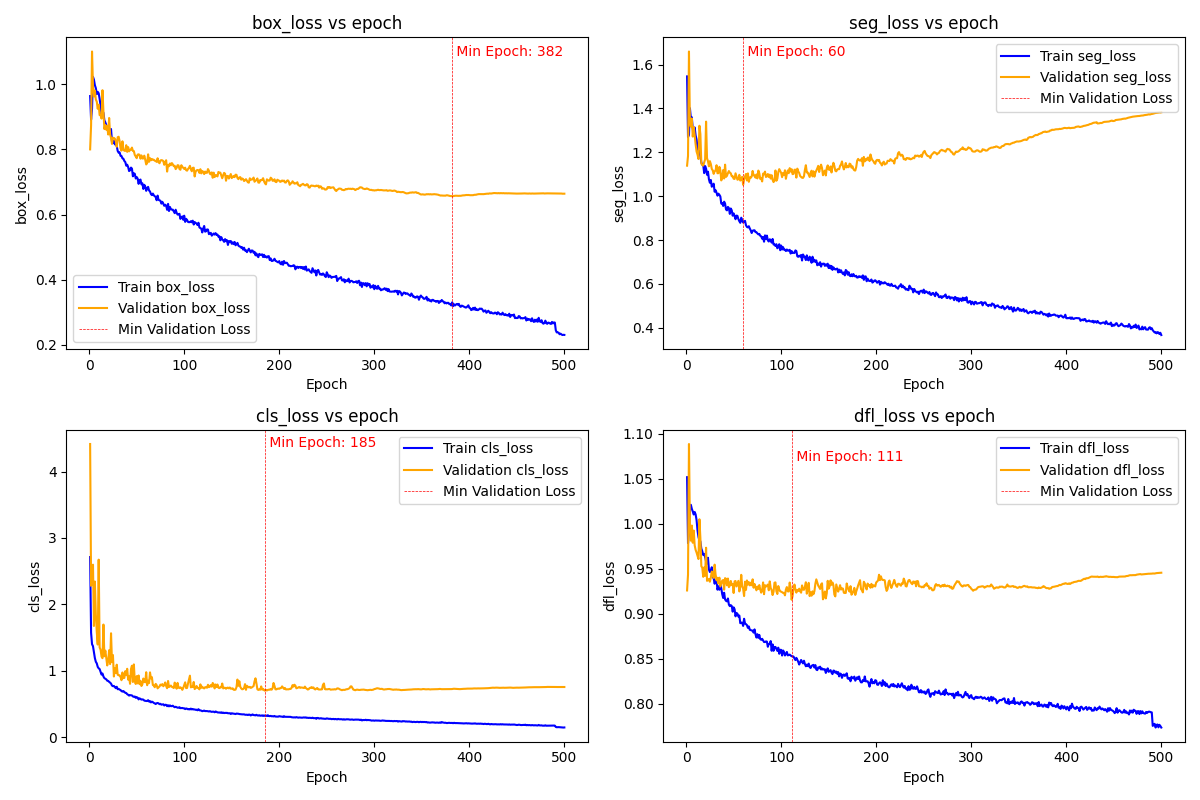 box_loss vs epoch
Min Epoch: 382
box_loss
1.0
0.8
0.6
0.4
0.2
Train box_loss
Validation box_loss
Min Validation Loss
0 100 200 300 400 500
Epoch
seg_loss vs epoch
Min Epoch: 60
seg_loss
1.6
1.4
1.2
1.0
0.8
0.6
0.4
Train seg_loss
Validation seg_loss
Min Validation Loss
0 100 200 300 400 500
Epoch
cls_loss vs epoch
Min Epoch: 185
cls_loss
4
3
2
1
0
Train cls_loss
Validation cls_loss
Min Validation Loss
0 100 200 300 400 500
Epoch
dfl_loss vs epoch
Min Epoch: 111
dfl_loss
1.10
1.05
1.00
0.95
0.90
0.85
0.80
Train dfl_loss
Validation dfl_loss
Min Validation Loss
0 100 200 300 400 500
Epoch